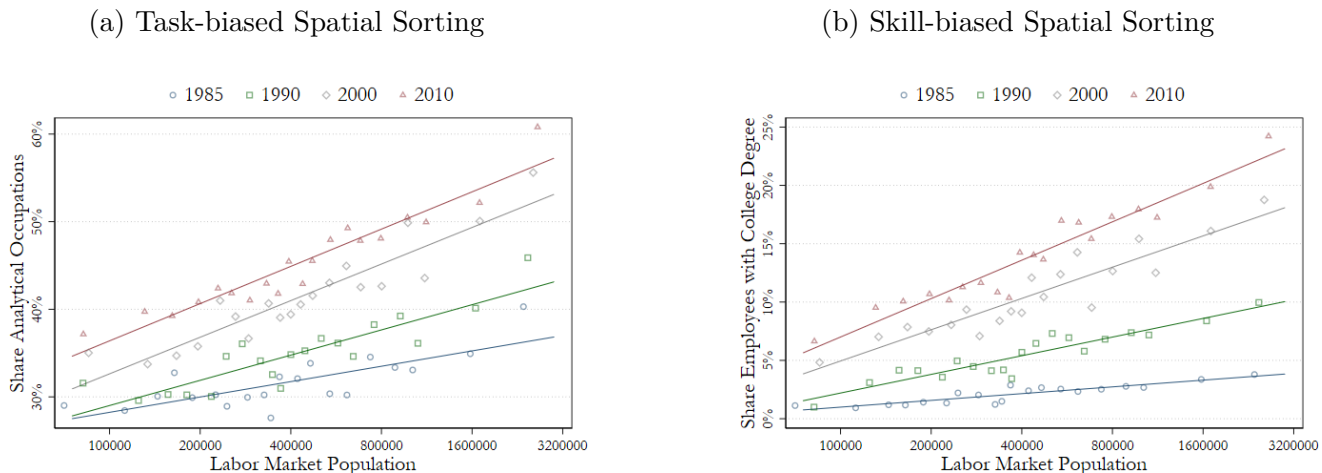 (a) Task-biased Spatial Sorting
1985 1990 2000 2010
Share Analytical Occupations
60%
50%
40%
30%
100000 200000 400000 800000 1600000 3200000
Labor Market Population
(b) Skill-biased Spatial Sorting
1985 1990 2000 2010
Share Employees with College Degree
25%
20%
15%
10%
5%
0%
100000 200000 400000 800000 1600000 3200000
Labor Market Population